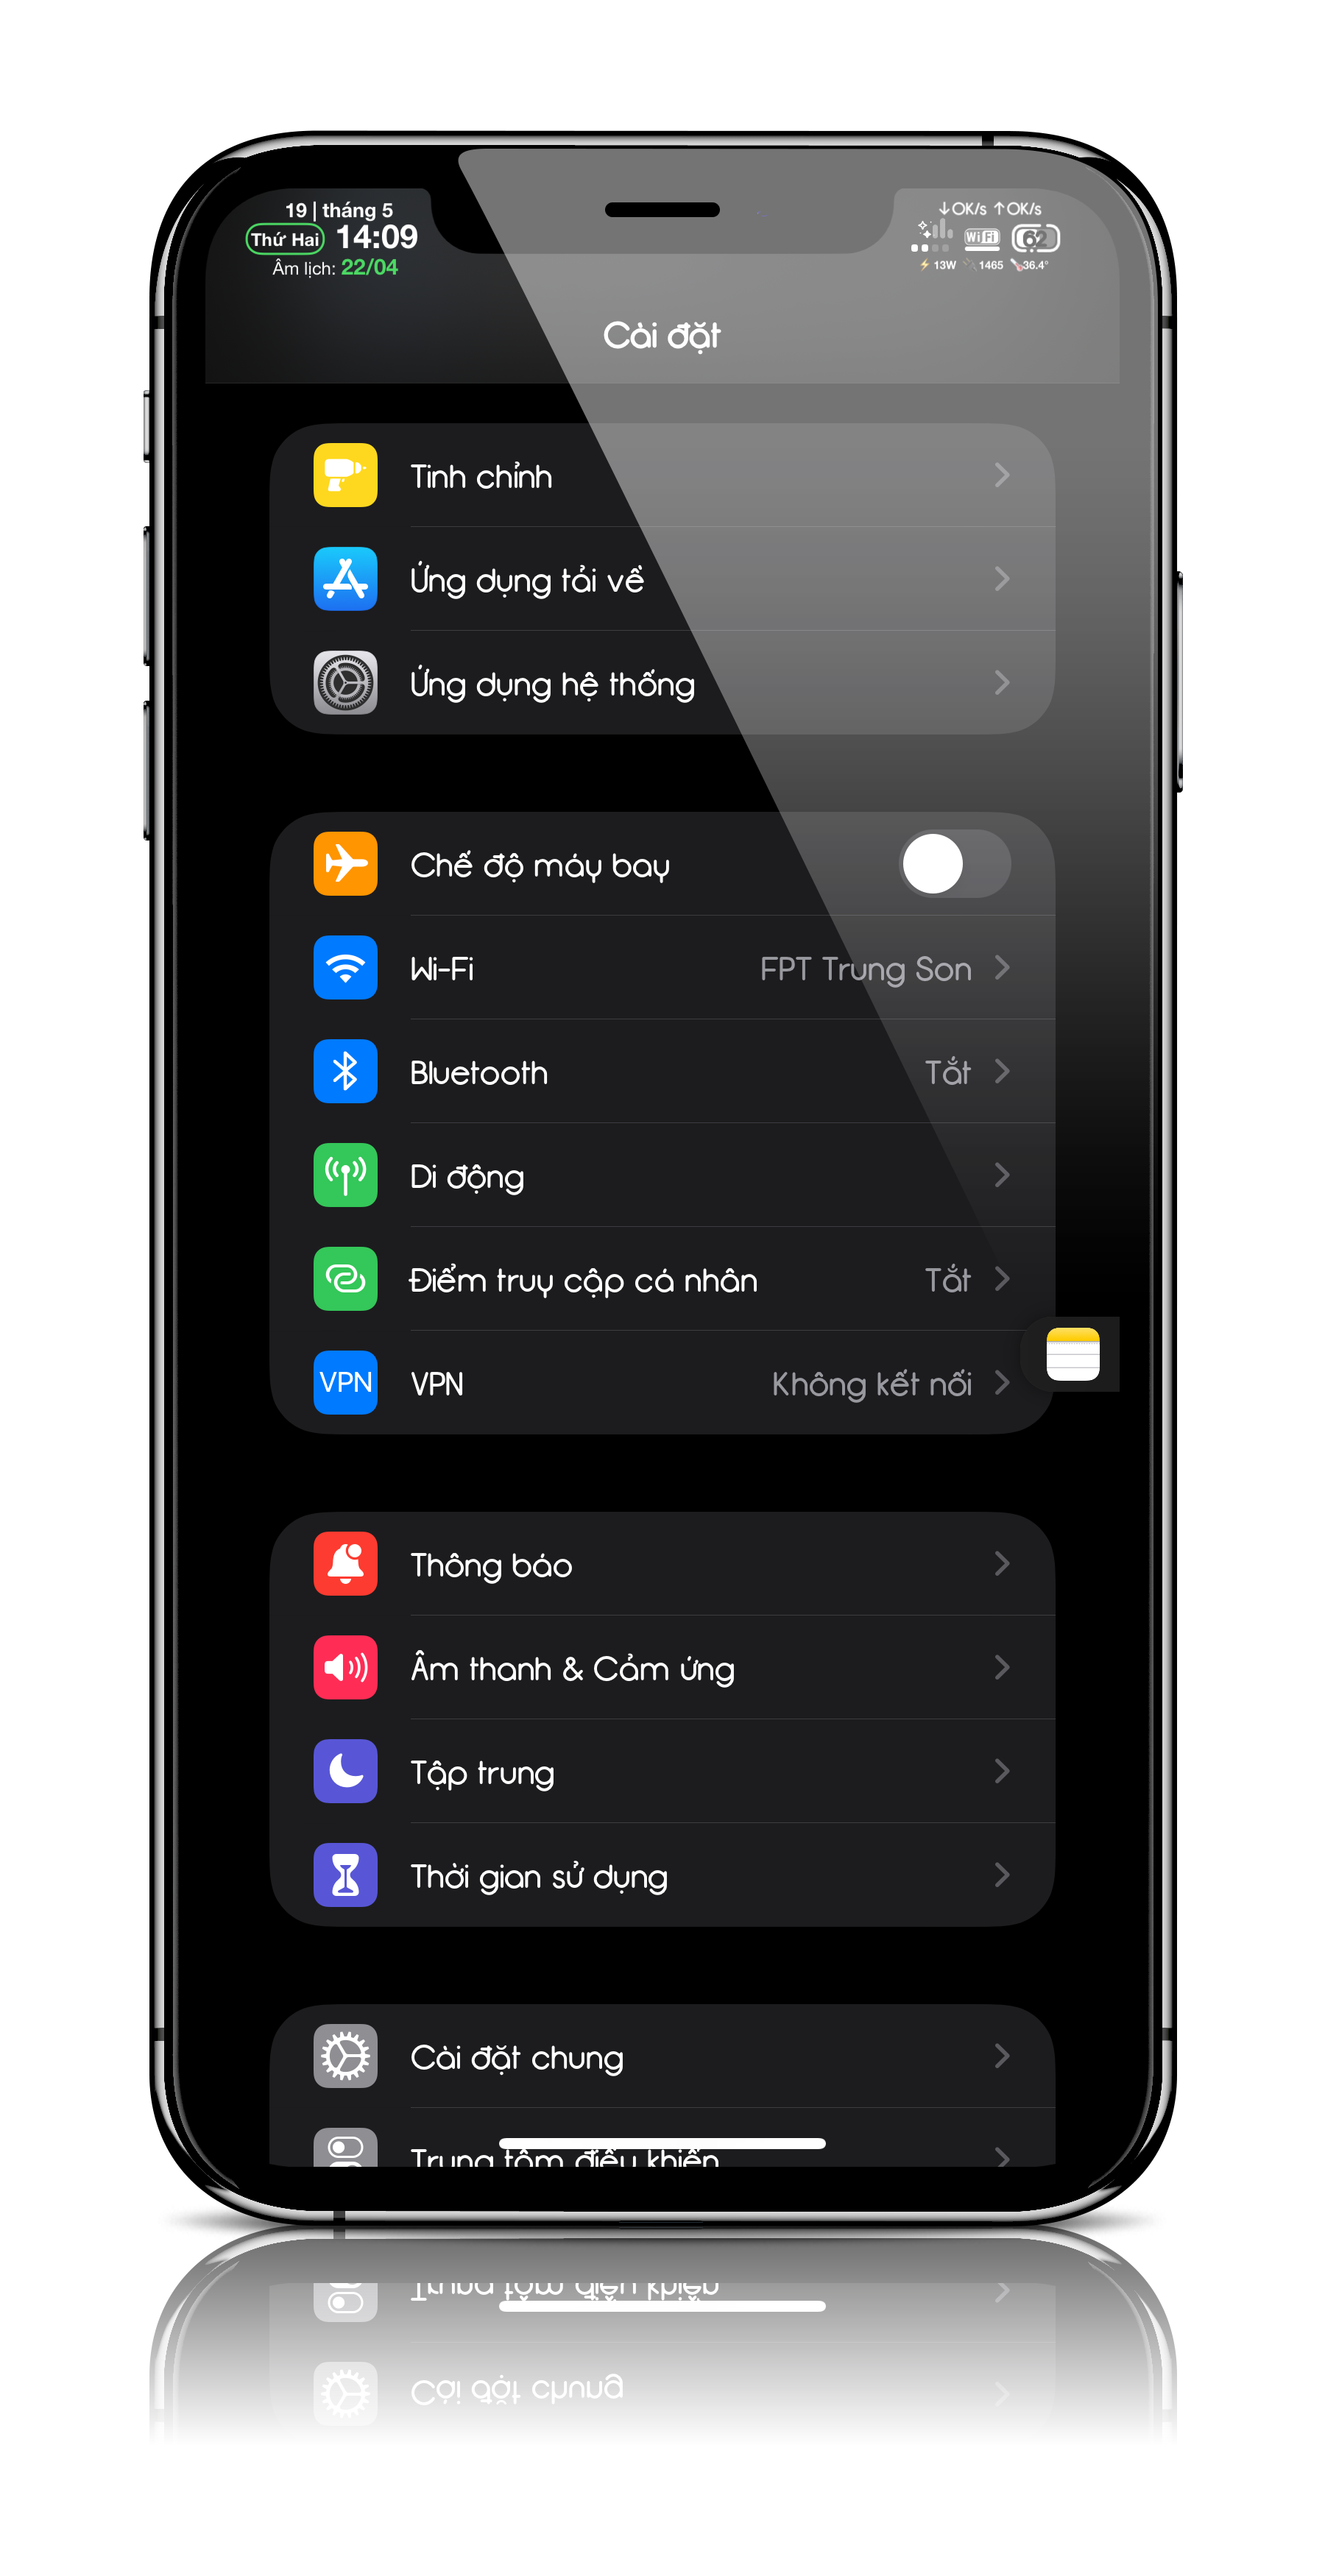 19 | tháng 5
Thứ Hai 14:09
Âm lịch: 22/04
↓0K/s ↑0K/s
WiFi 62
13W 1465 36.4°
Cài đặt
Tinh chỉnh
Ứng dụng tải về
Ứng dụng hệ thống
Chế độ máy bay
Wi-Fi FPT Trung Son
Bluetooth Tắt
Di động
Điểm truy cập cá nhân Tắt
VPN VPN Không kết nối
Thông báo
Âm thanh & Cảm ứng
Tập trung
Thời gian sử dụng
Cài đặt chung
Trung tâm điều khiển